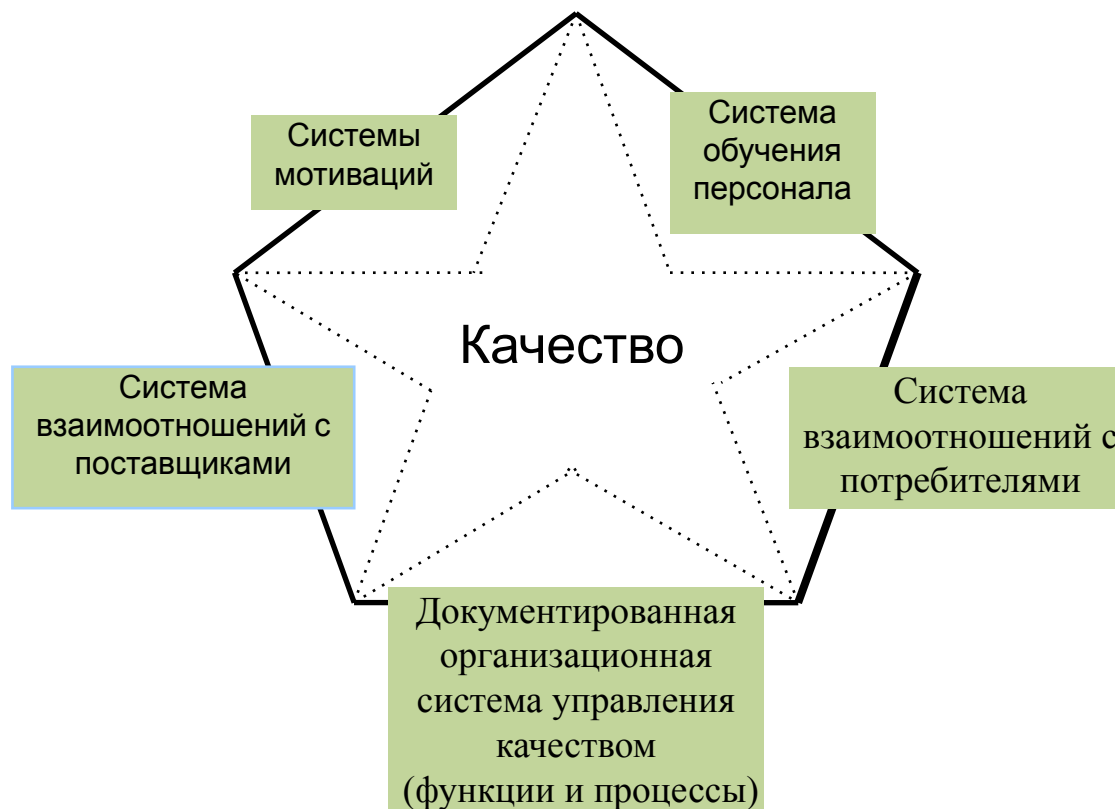 Системы
мотиваций
Система
обучения
персонала
Качество
Система
взаимоотношений с
поставщиками
Система
взаимоотношений с
потребителями
Документированная
организационная
система управления
качеством
(функции и процессы)